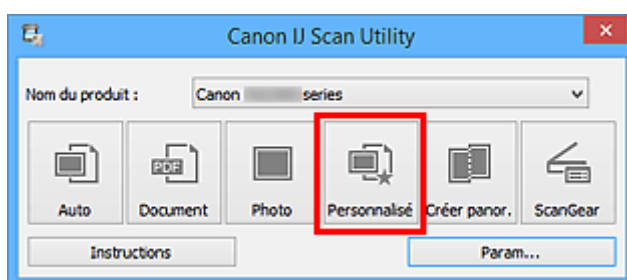 Canon IJ Scan Utility
Nom du produit : Canon series
PDF
Auto Document Photo Personnalisé Créer panor. ScanGear
Instructions Param...